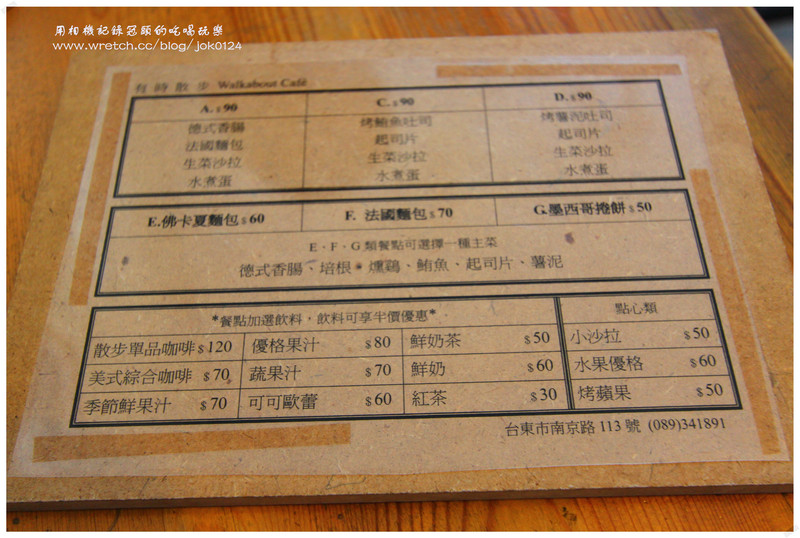 用相機記錄冠頤的吃喝玩樂
www.wretch.cc/blog/jok0124
有時散步 Walkabout Café
A.$90 C.$90 D.$90
德式香腸 烤鮪魚吐司 烤薯泥吐司
法國麵包 起司片 起司片
生菜沙拉 生菜沙拉 生菜沙拉
水煮蛋 水煮蛋 水煮蛋
E.佛卡夏麵包$60 F. 法國麵包$70 G.墨西哥捲餅$50
E、F、G類餐點可選擇一種主菜
德式香腸、培根、燻鷄、鮪魚、起司片、薯泥
*餐點加選飲料，飲料可享半價優惠* 點心類
散步單品咖啡$120 優格果汁 $80 鮮奶茶 $50 小沙拉 $50
美式綜合咖啡 $70 蔬果汁 $70 鮮奶 $60 水果優格 $60
季節鮮果汁 $70 可可歐蕾 $60 紅茶 $30 烤蘋果 $50
台東市南京路113號 (089)341891